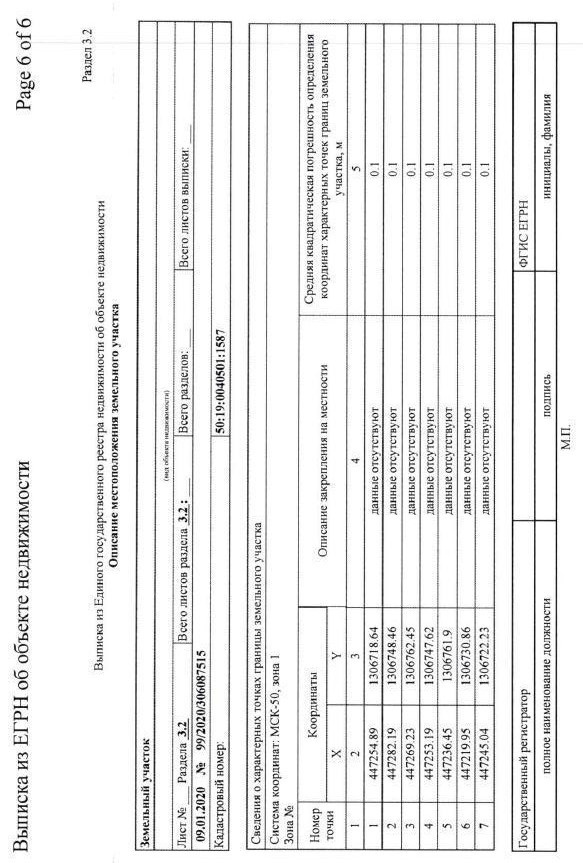 Выписка из ЕГРН об объекте недвижимости Page 6 of 6
Раздел 3.2
Выписка из Единого государственного реестра недвижимости об объекте недвижимости
Описание местоположения земельного участка
Земельный участок
(вид объекта недвижимости)
Лист № ___ Раздела 3.2 Всего листов раздела 3.2 : ___ Всего разделов: ___ Всего листов выписки: ___
09.01.2020 № 99/2020/306087515
Кадастровый номер: 50:19:0040501:1587
Сведения о характерных точках границы земельного участка
Система координат: МСК-50, зона 1
Зона №
Номер точки Координаты Описание закрепления на местности Средняя квадратическая погрешность определения координат характерных точек границ земельного участка, м
X Y
1 2 3 4 5
1 447254.89 1306718.64 данные отсутствуют 0.1
2 447282.19 1306748.46 данные отсутствуют 0.1
3 447269.23 1306762.45 данные отсутствуют 0.1
4 447253.19 1306747.62 данные отсутствуют 0.1
5 447236.45 1306761.9 данные отсутствуют 0.1
6 447219.95 1306730.86 данные отсутствуют 0.1
7 447245.04 1306722.23 данные отсутствуют 0.1
Государственный регистратор ФГИС ЕГРН
полное наименование должности подпись инициалы, фамилия
М.П.